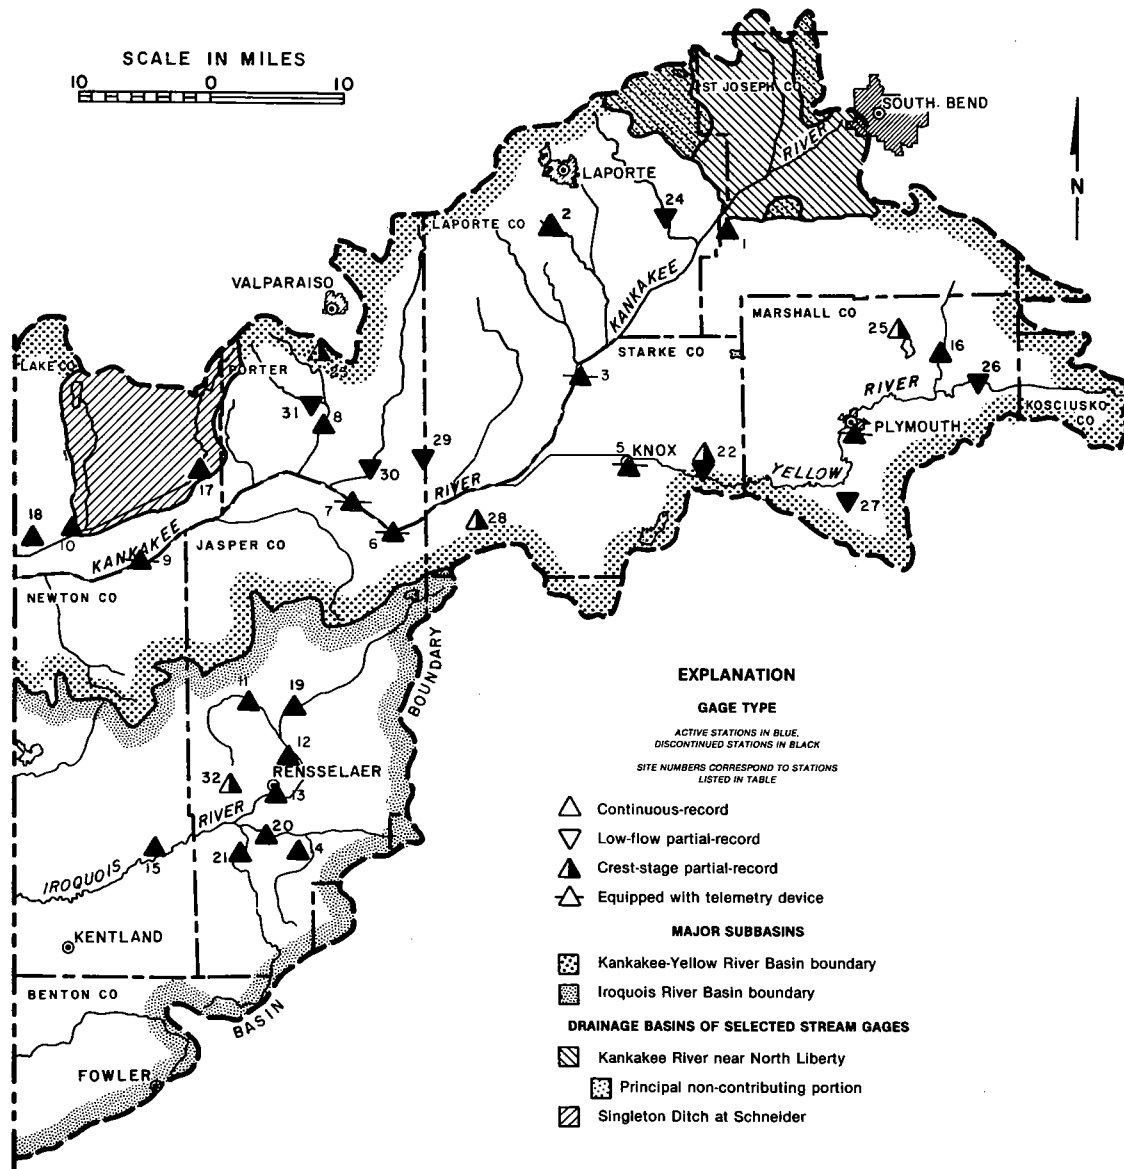 SCALE IN MILES
10 0 10
ST JOSEPH CO
SOUTH BEND
RIVER
LAPORTE
N
24
2
LAPORTE CO
1
KANKAKEE
VALPARAISO
MARSHALL CO
25
STARKE CO
16
LAKE CO
PORTER
3
26
RIVER
31
8
KOSCIUSKO
CO
PLYMOUTH
29
5
KNOX
22
30
YELLOW
17
RIVER
7
27
18
10
28
6
KANKAKEE
JASPER CO
9
NEWTON CO
BOUNDARY
11
19
12
32
RENSSELAER
13
RIVER
20
21
4
15
IROQUOIS
KENTLAND
BENTON CO
BASIN
FOWLER
EXPLANATION
GAGE TYPE
ACTIVE STATIONS IN BLUE,
DISCONTINUED STATIONS IN BLACK
SITE NUMBERS CORRESPOND TO STATIONS
LISTED IN TABLE
Continuous-record
Low-flow partial-record
Crest-stage partial-record
Equipped with telemetry device
MAJOR SUBBASINS
Kankakee-Yellow River Basin boundary
Iroquois River Basin boundary
DRAINAGE BASINS OF SELECTED STREAM GAGES
Kankakee River near North Liberty
Principal non-contributing portion
Singleton Ditch at Schneider